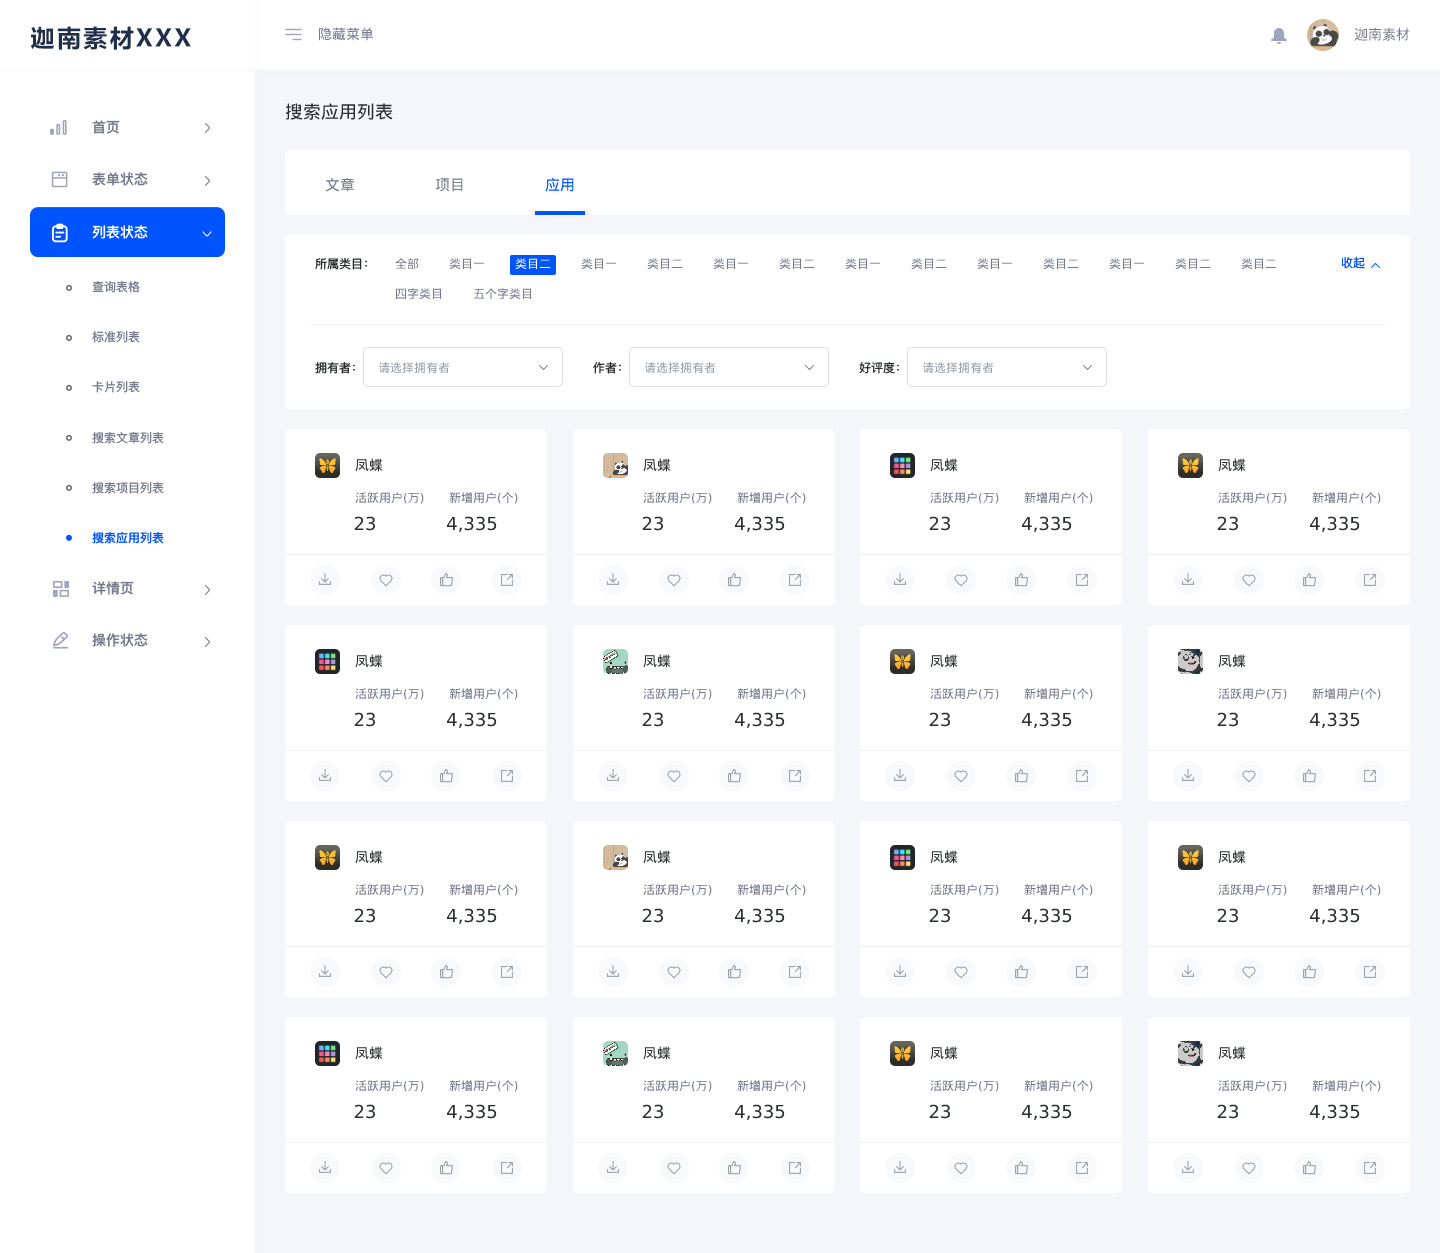 迦南素材XXX
隐藏菜单
迦南素材
首页
表单状态
列表状态
查询表格
标准列表
卡片列表
搜索文章列表
搜索项目列表
搜索应用列表
详情页
操作状态
搜索应用列表
文章 项目 应用
所属类目: 全部 类目一 类目二 类目一 类目二 类目一 类目二 类目一 类目二 类目一 类目二 类目一 类目二 类目二 收起
四字类目 五个字类目
拥有者: 请选择拥有者 作者: 请选择拥有者 好评度: 请选择拥有者
凤蝶 凤蝶 凤蝶 凤蝶
活跃用户(万) 新增用户(个) 活跃用户(万) 新增用户(个) 活跃用户(万) 新增用户(个) 活跃用户(万) 新增用户(个)
23 4,335 23 4,335 23 4,335 23 4,335
凤蝶 凤蝶 凤蝶 凤蝶
活跃用户(万) 新增用户(个) 活跃用户(万) 新增用户(个) 活跃用户(万) 新增用户(个) 活跃用户(万) 新增用户(个)
23 4,335 23 4,335 23 4,335 23 4,335
凤蝶 凤蝶 凤蝶 凤蝶
活跃用户(万) 新增用户(个) 活跃用户(万) 新增用户(个) 活跃用户(万) 新增用户(个) 活跃用户(万) 新增用户(个)
23 4,335 23 4,335 23 4,335 23 4,335
凤蝶 凤蝶 凤蝶 凤蝶
活跃用户(万) 新增用户(个) 活跃用户(万) 新增用户(个) 活跃用户(万) 新增用户(个) 活跃用户(万) 新增用户(个)
23 4,335 23 4,335 23 4,335 23 4,335